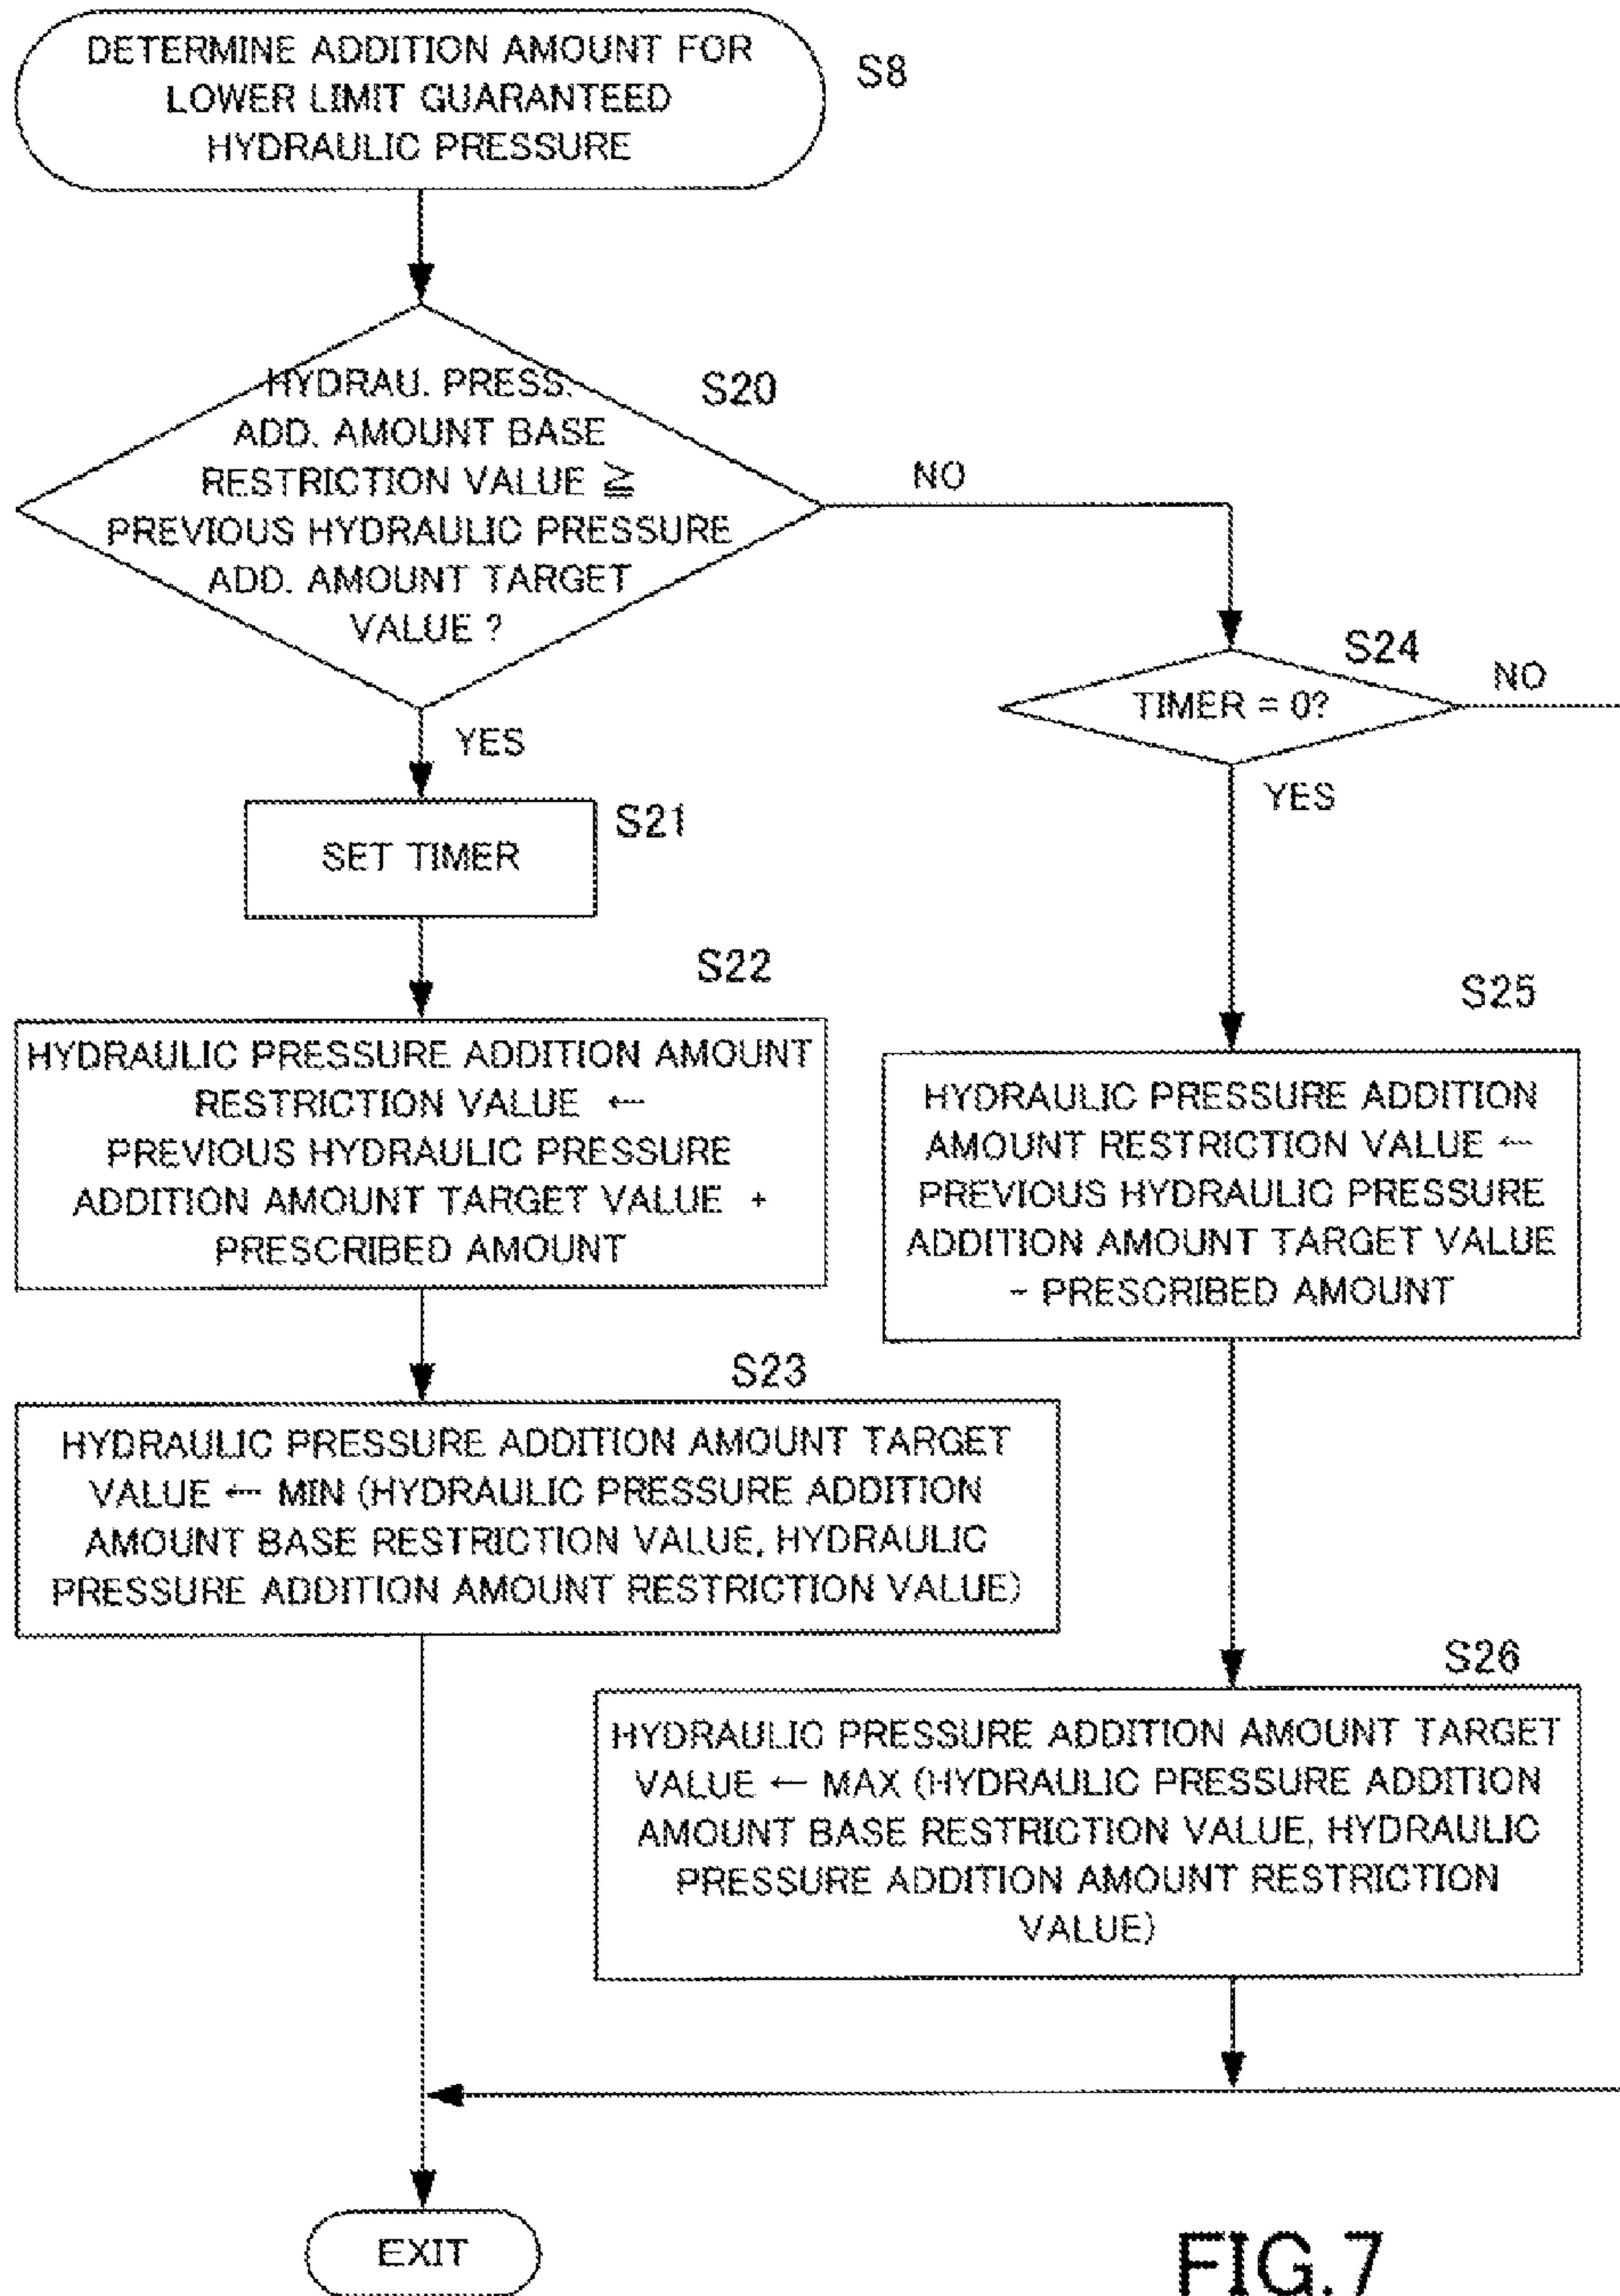 DETERMINE ADDITION AMOUNT FOR
LOWER LIMIT GUARANTEED
HYDRAULIC PRESSURE
S8
HYDRAU. PRESS.
ADD. AMOUNT BASE
RESTRICTION VALUE ≧
PREVIOUS HYDRAULIC PRESSURE
ADD. AMOUNT TARGET
VALUE ?
S20
NO
YES
S24
TIMER = 0?
NO
YES
SET TIMER
S21
S22
HYDRAULIC PRESSURE ADDITION AMOUNT
RESTRICTION VALUE ←
PREVIOUS HYDRAULIC PRESSURE
ADDITION AMOUNT TARGET VALUE +
PRESCRIBED AMOUNT
S25
HYDRAULIC PRESSURE ADDITION
AMOUNT RESTRICTION VALUE ←
PREVIOUS HYDRAULIC PRESSURE
ADDITION AMOUNT TARGET VALUE
- PRESCRIBED AMOUNT
S23
HYDRAULIC PRESSURE ADDITION AMOUNT TARGET
VALUE ← MIN (HYDRAULIC PRESSURE ADDITION
AMOUNT BASE RESTRICTION VALUE, HYDRAULIC
PRESSURE ADDITION AMOUNT RESTRICTION VALUE)
S26
HYDRAULIC PRESSURE ADDITION AMOUNT TARGET
VALUE ← MAX (HYDRAULIC PRESSURE ADDITION
AMOUNT BASE RESTRICTION VALUE, HYDRAULIC
PRESSURE ADDITION AMOUNT RESTRICTION
VALUE)
EXIT
FIG.7